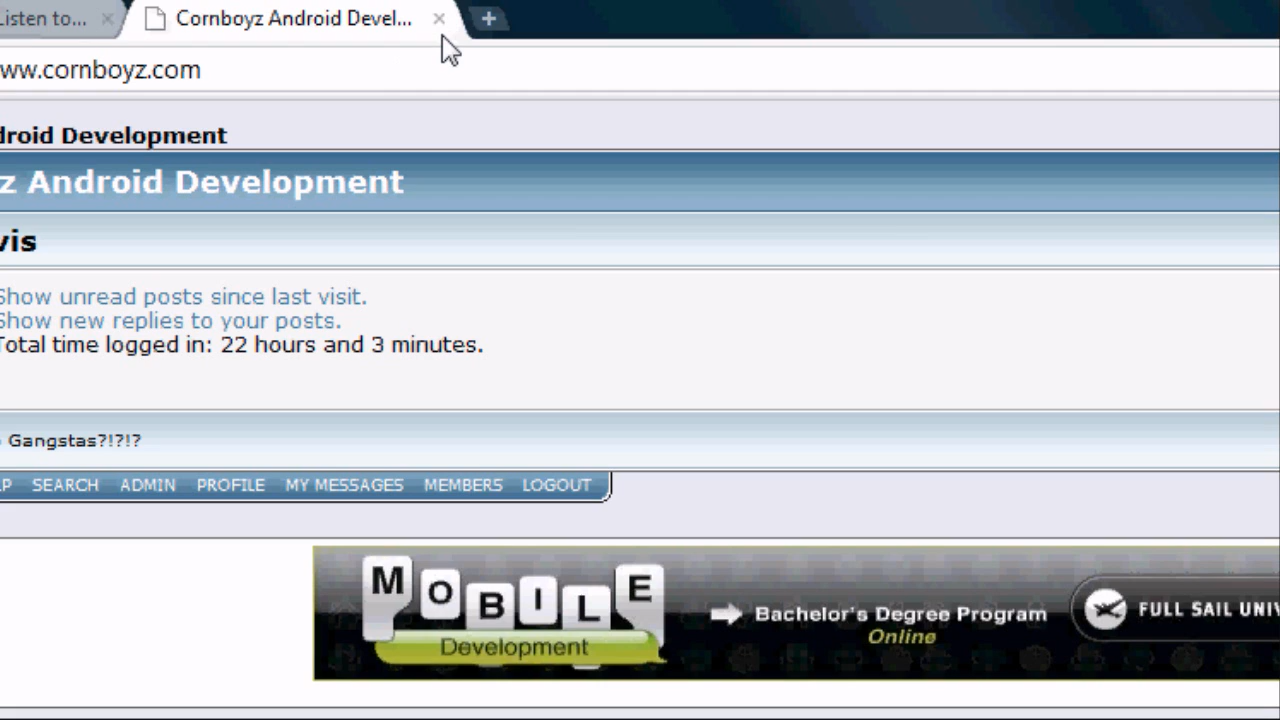 Listen to...
Cornboyz Android Devel...
ww.cornboyz.com
droid Development
z Android Development
vis
Show unread posts since last visit.
Show new replies to your posts.
Total time logged in: 22 hours and 3 minutes.
Gangstas?!?!?
LP SEARCH ADMIN PROFILE MY MESSAGES MEMBERS LOGOUT
MOBILE
Development
Bachelor's Degree Program
Online
FULL SAIL UNIV